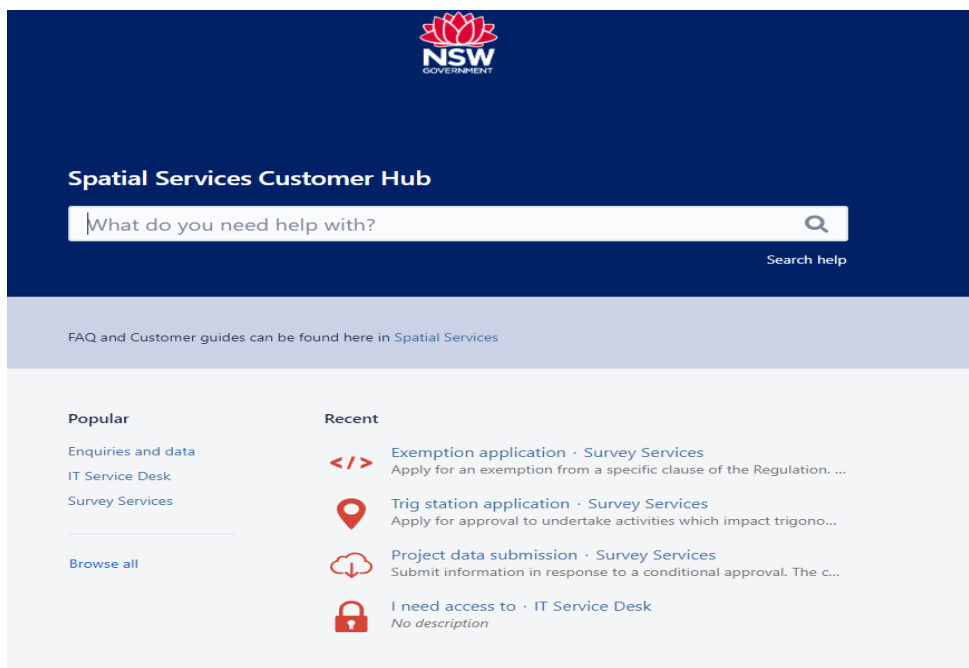 NSW
GOVERNMENT
Spatial Services Customer Hub
What do you need help with?
Search help
FAQ and Customer guides can be found here in Spatial Services
Popular
Enquiries and data
IT Service Desk
Survey Services
Browse all
Recent
</>
Exemption application · Survey Services
Apply for an exemption from a specific clause of the Regulation. ...
Trig station application · Survey Services
Apply for approval to undertake activities which impact trigono...
Project data submission · Survey Services
Submit information in response to a conditional approval. The c...
I need access to · IT Service Desk
No description